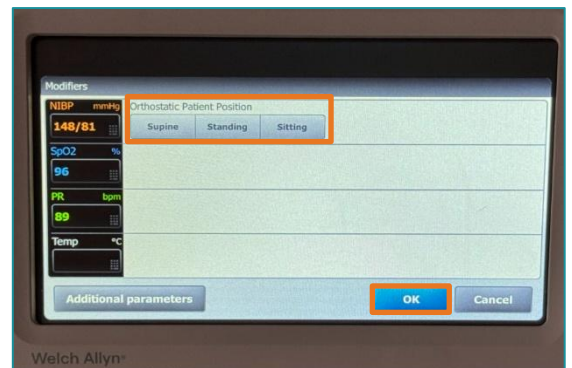 Modifiers
NIBP mmHg Orthostatic Patient Position
148/81 Supine Standing Sitting
SpO2 %
96
PR bpm
89
Temp °C
Additional parameters OK Cancel
Welch Allyn